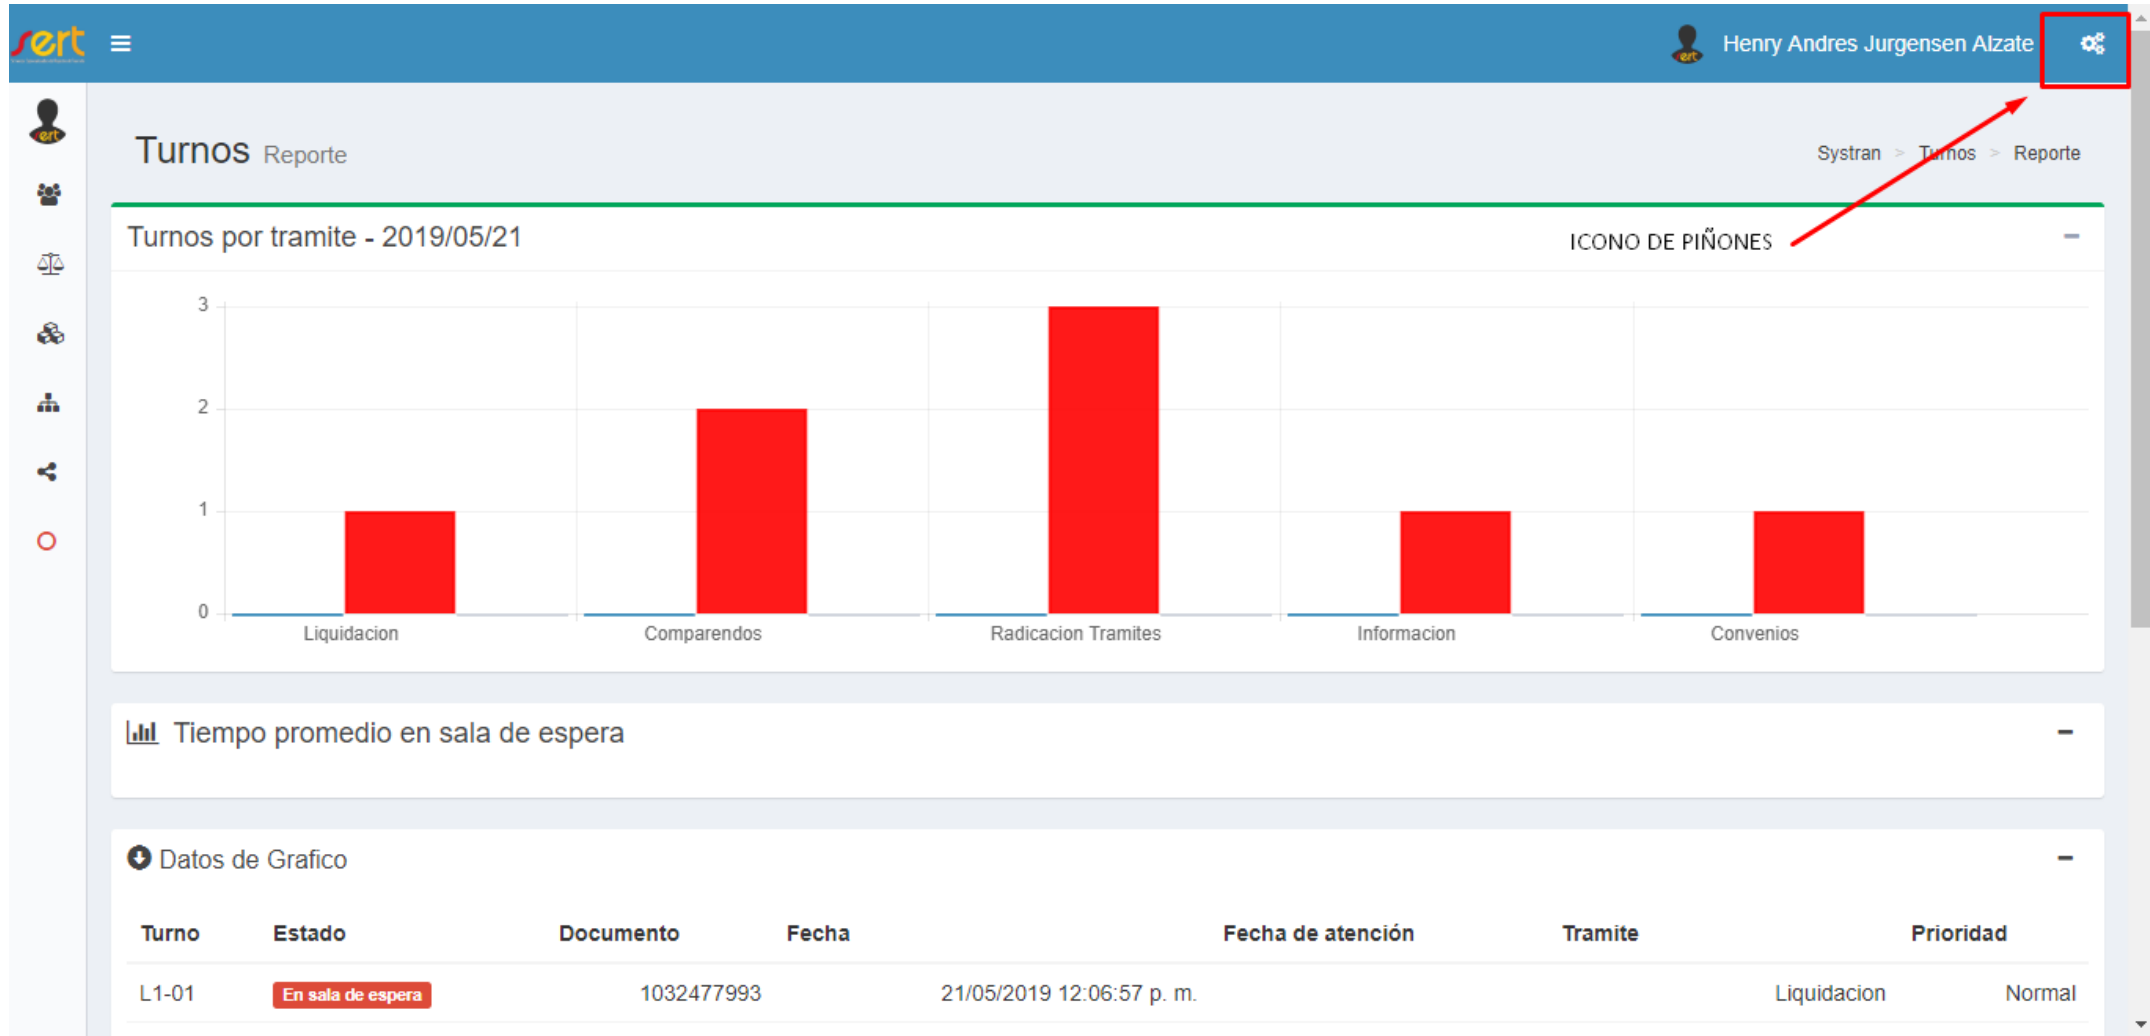 sert
Henry Andres Jurgensen Alzate
Turnos Reporte
Systran > Turnos > Reporte
Turnos por tramite - 2019/05/21
ICONO DE PIÑONES
3
2
1
0
Liquidacion Comparendos Radicacion Tramites Informacion Convenios
Tiempo promedio en sala de espera
Datos de Grafico
Turno Estado Documento Fecha Fecha de atención Tramite Prioridad
L1-01 En sala de espera 1032477993 21/05/2019 12:06:57 p. m. Liquidacion Normal